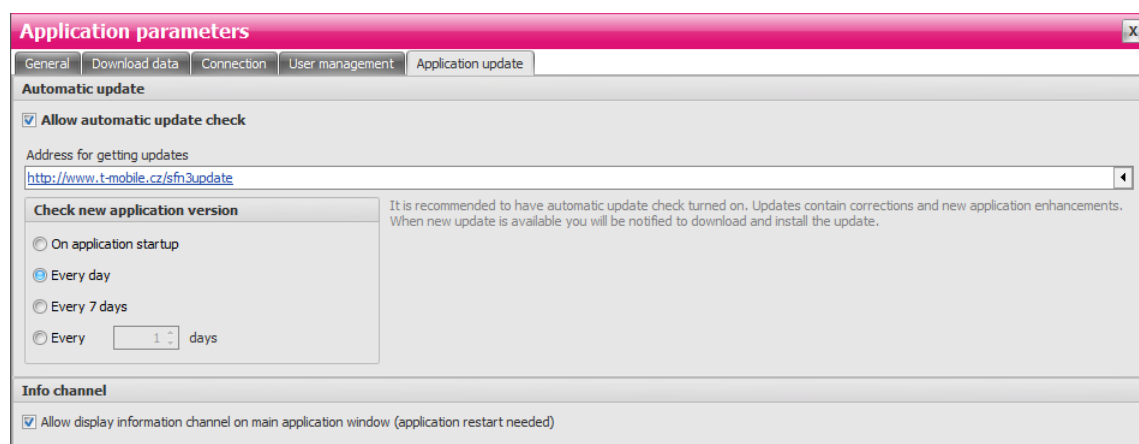 Application parameters
X
General Download data Connection User management Application update
Automatic update
Allow automatic update check
Address for getting updates
http://www.t-mobile.cz/sfn3update
Check new application version
On application startup
Every day
Every 7 days
Every 1 days
It is recommended to have automatic update check turned on. Updates contain corrections and new application enhancements.
When new update is available you will be notified to download and install the update.
Info channel
Allow display information channel on main application window (application restart needed)